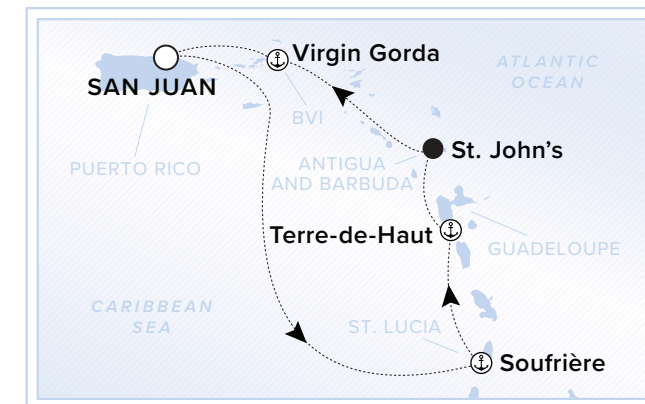 Virgin Gorda
ATLANTIC
OCEAN
SAN JUAN
BVI
St. John's
PUERTO RICO
ANTIGUA
AND BARBUDA
Terre-de-Haut
GUADELOUPE
CARIBBEAN
SEA
ST. LUCIA
Soufrière